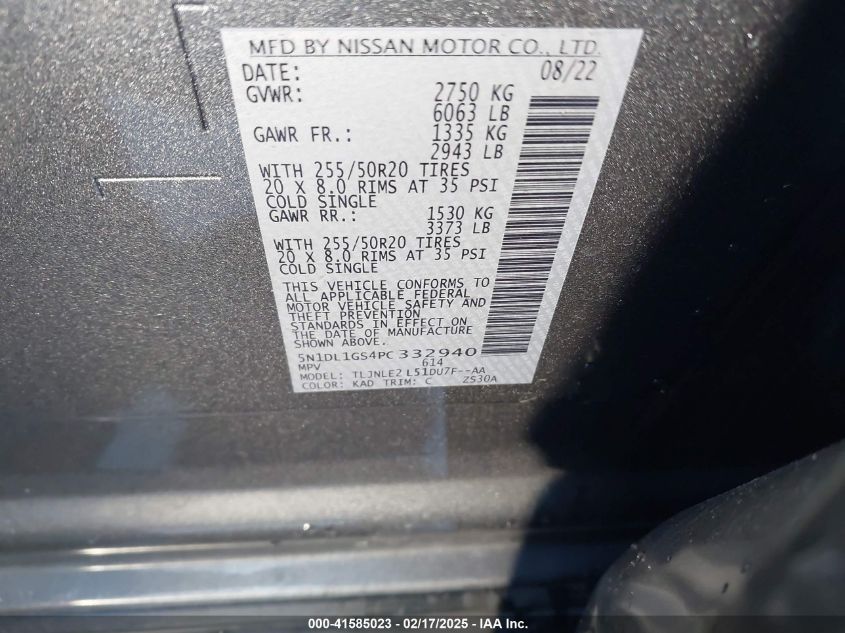 MFD BY NISSAN MOTOR CO., LTD.
DATE: 08/22
GVWR: 2750 KG
6063 LB
GAWR FR.: 1335 KG
2943 LB
WITH 255/50R20 TIRES
20 X 8.0 RIMS AT 35 PSI
COLD SINGLE
GAWR RR.: 1530 KG
3373 LB
WITH 255/50R20 TIRES
20 X 8.0 RIMS AT 35 PSI
COLD SINGLE
THIS VEHICLE CONFORMS TO
ALL APPLICABLE FEDERAL
MOTOR VEHICLE SAFETY AND
THEFT PREVENTION
STANDARDS IN EFFECT ON
THE DATE OF MANUFACTURE
SHOWN ABOVE.
5N1DL1GS4PC332940
MPV 614
MODEL: TLJNLE2 L51DU7F--AA
COLOR: KAD TRIM: C ZS30A
000-41585023 - 02/17/2025 - IAA Inc.